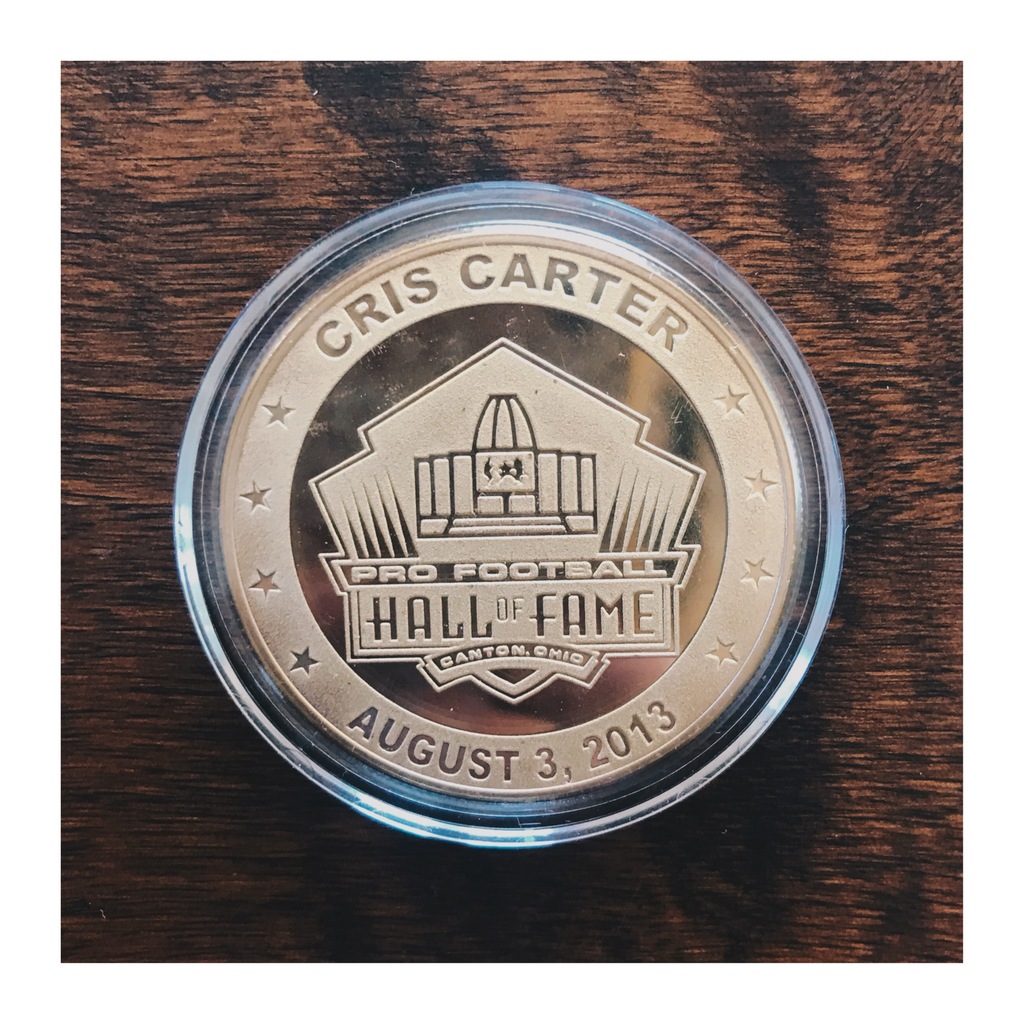 CRIS CARTER
PRO FOOTBALL
HALL OF FAME
CANTON, OHIO
AUGUST 3, 2013